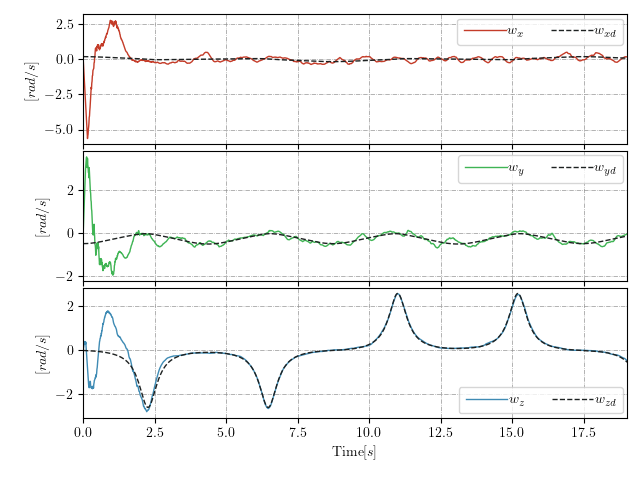 2.5
0.0
−2.5
−5.0
[rad/s]
w_x
w_xd
2
0
−2
[rad/s]
w_y
w_yd
2
0
−2
[rad/s]
w_z
w_zd
0.0 2.5 5.0 7.5 10.0 12.5 15.0 17.5
Time[s]